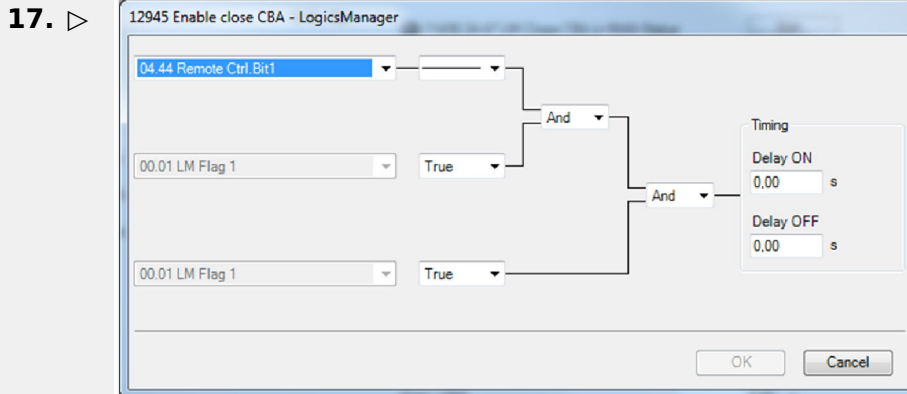 17. ▷
12945 Enable close CBA - LogicsManager
04.44 Remote Ctrl.Bit1
And
Timing
Delay ON
00.01 LM Flag 1 True
0,00 s
And
Delay OFF
0,00 s
00.01 LM Flag 1 True
OK Cancel